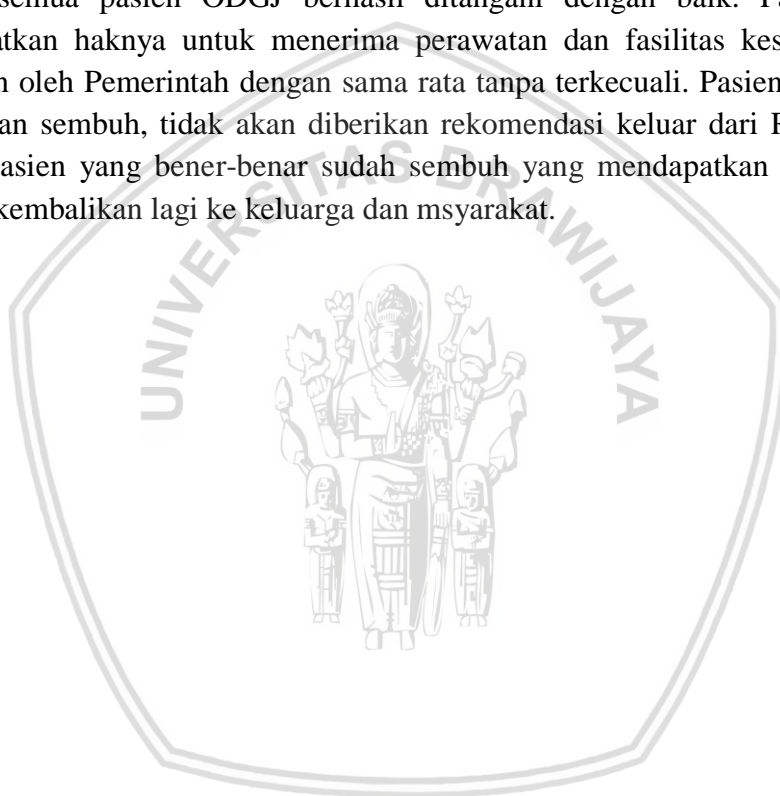 semua pasien ODGJ berhasil ditangani dengan baik.
atkan haknya untuk menerima perawatan dan fasilitas kes
oleh Pemerintah dengan sama rata tanpa terkecuali. Pasien
an sembuh, tidak akan diberikan rekomendasi keluar dari
asien yang bener-benar sudah sembuh yang mendapatkan
kembalikan lagi ke keluarga dan msyarakat.
UNIVERSITAS BRAWIJAYA